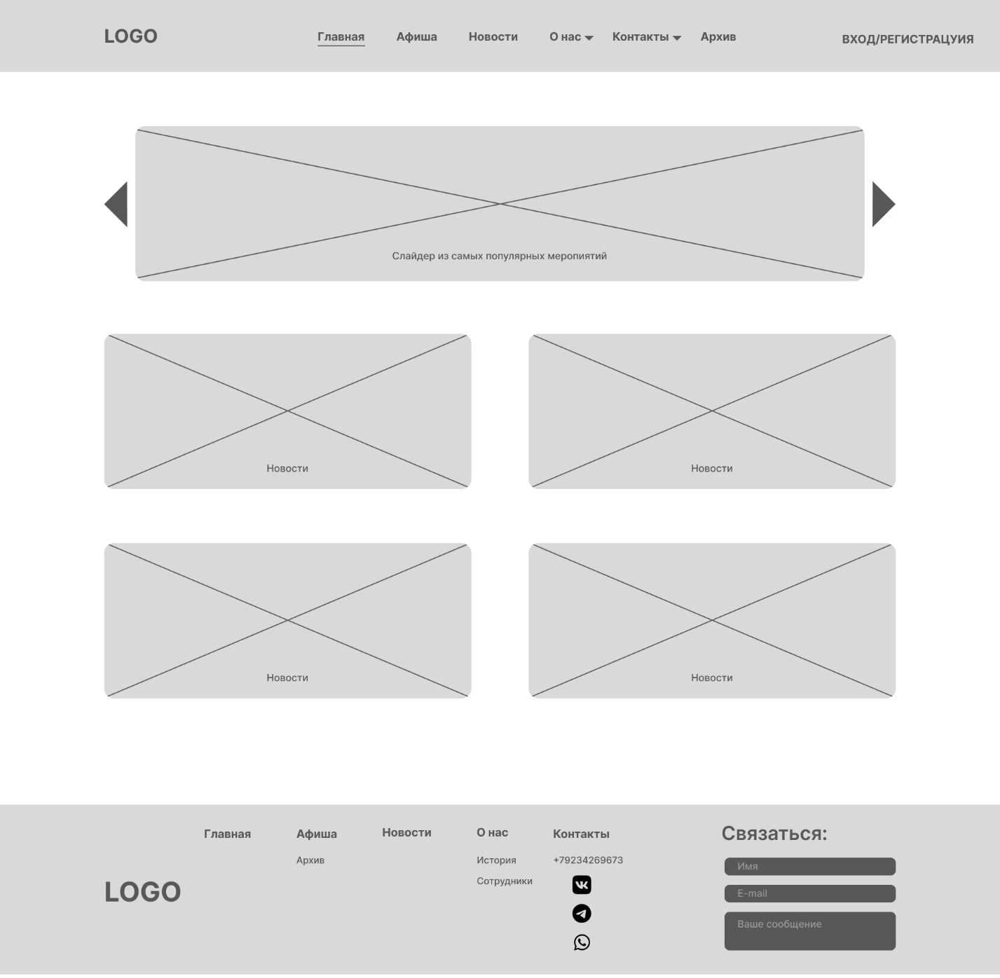 LOGO
Главная
Афиша
Новости
О нас
Контакты
Архив
ВХОД/РЕГИСТРАЦУИЯ
Слайдер из самых популярных меропиятий
Новости
Новости
Новости
Новости
LOGO
Главная
Афиша
Архив
Новости
О нас
История
Сотрудники
Контакты
+79234269673
Связаться:
Имя
E-mail
Ваше сообщение